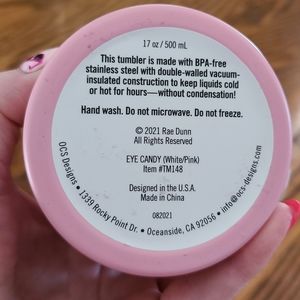 17 oz / 500 mL
This tumbler is made with BPA-free
stainless steel with double-walled vacuum-
insulated construction to keep liquids cold
or hot for hours—without condensation!
Hand wash. Do not microwave. Do not freeze.
© 2021 Rae Dunn
All Rights Reserved
EYE CANDY (White/Pink)
Item #TM148
Designed in the U.S.A.
Made in China
082021
OCS Designs • 1339 Rocky Point Dr. • Oceanside, CA 92056 • info@ocs-designs.com